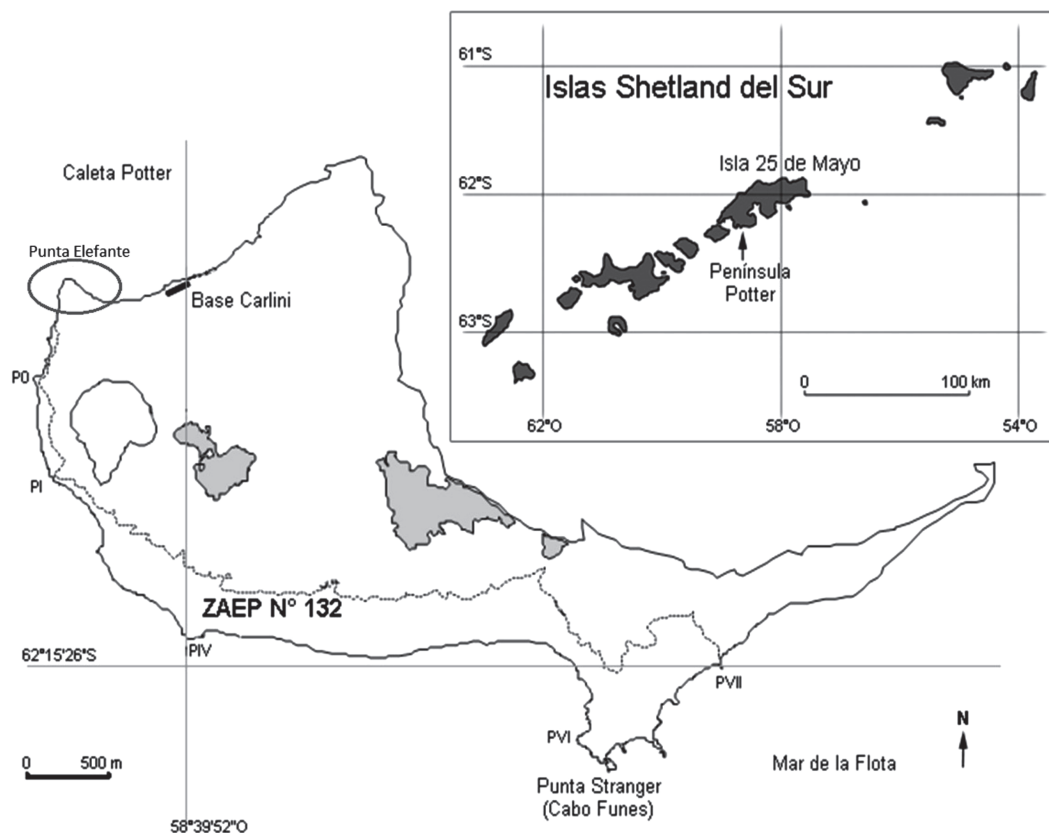 61°S
Islas Shetland del Sur
Isla 25 de Mayo
62°S
Península
Potter
63°S
0 100 km
62°O 58°O 54°O
Caleta Potter
Punta Elefante
Base Carlini
P0
PI
ZAEP N° 132
PIV
62°15'26"S
PVII
PVI
N
0 500 m
Mar de la Flota
Punta Stranger
(Cabo Funes)
58°39'52"O